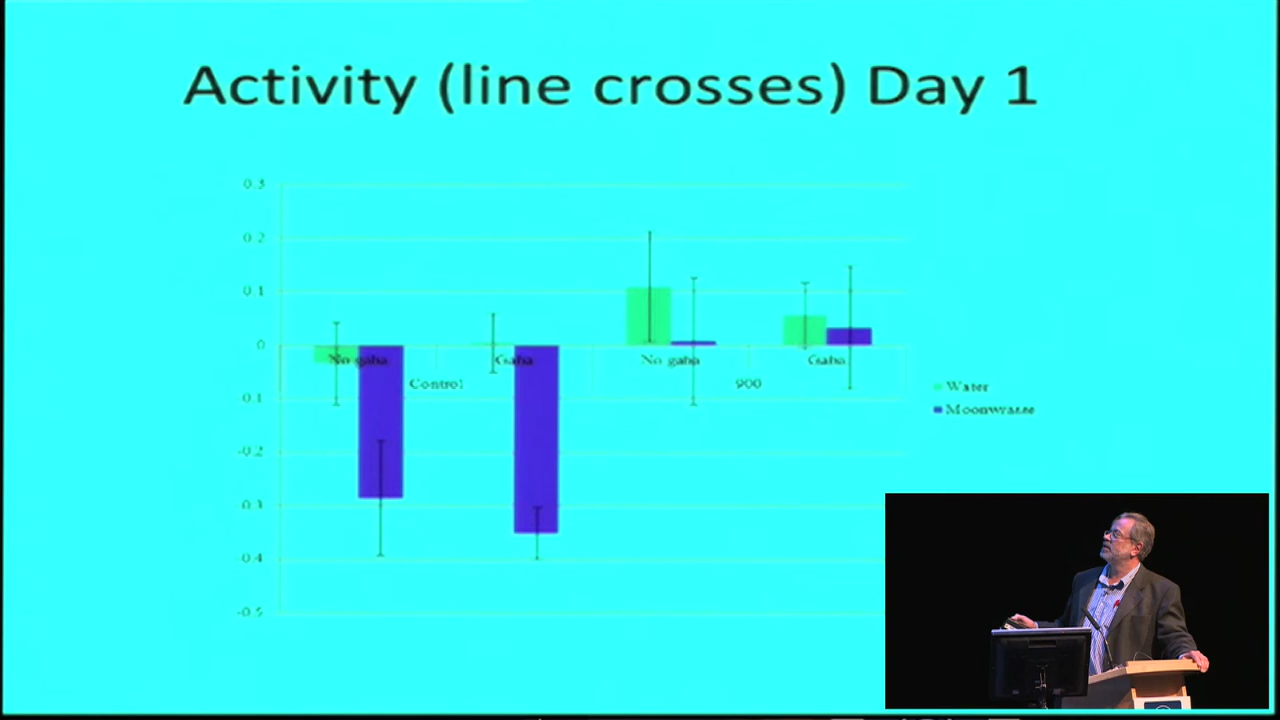 Activity (line crosses) Day 1
0.3
0.2
0.1
0
0.1
-0.2
0.3
-0.4
-0.5
No gaba
Gaba
No gaba
Gaba
Control
900
Water
Moonwrasse